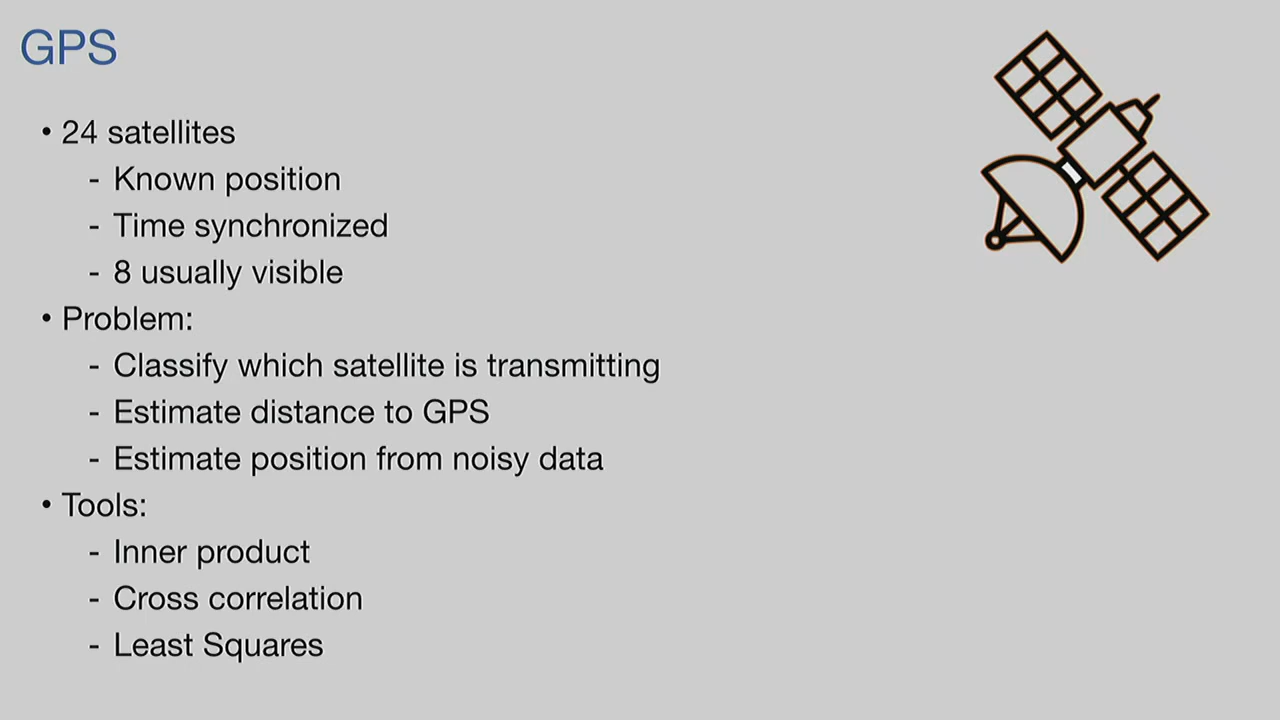 GPS
• 24 satellites
- Known position
- Time synchronized
- 8 usually visible
• Problem:
- Classify which satellite is transmitting
- Estimate distance to GPS
- Estimate position from noisy data
• Tools:
- Inner product
- Cross correlation
- Least Squares